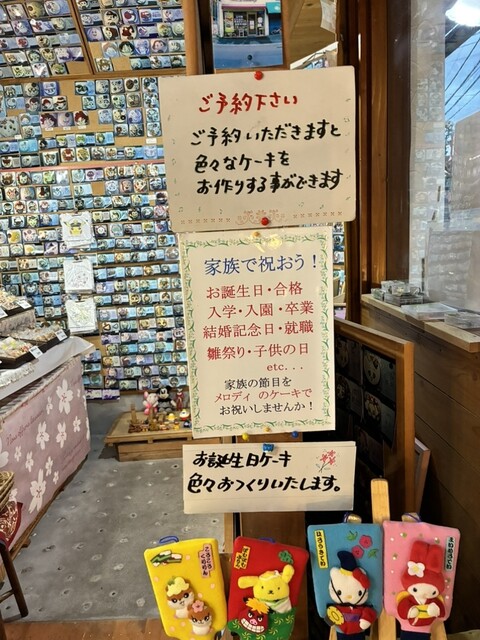 ご予約下さい
ご予約いただきますと
色々なケーキを
お作りする事ができます
家族で祝おう！
お誕生日・合格
入学・入園・卒業
結婚記念日・就職
雛祭り・子供の日
etc...
家族の節目を
メロディ のケーキで
お祝いしませんか！
お誕生日ケーキ
色々おつくりいたします。